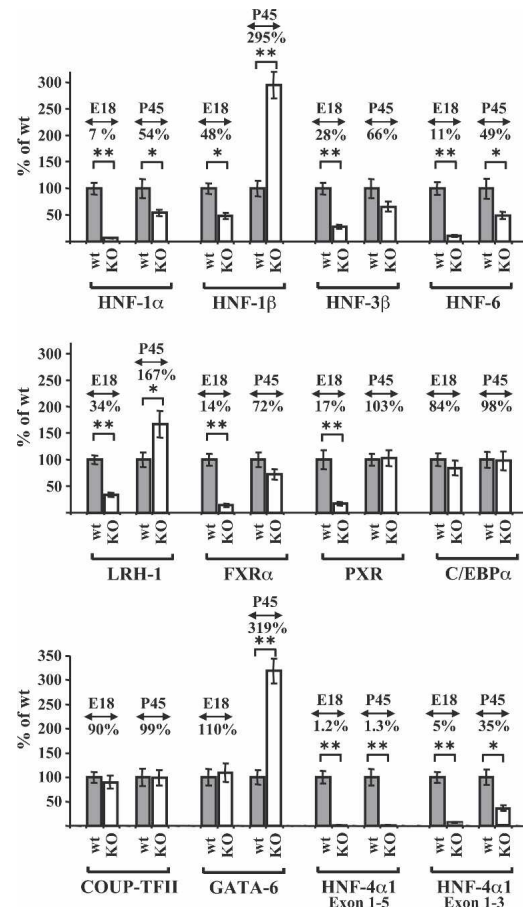 P45
295%
**
E18 P45 E18 E18 P45 E18 P45
7 % 54% 48% 28% 66% 11% 49%
** * * ** ** *
% of wt
300
250
200
150
100
50
wt KO wt KO wt KO wt KO wt KO wt KO wt KO wt KO
HNF-1α HNF-1β HNF-3β HNF-6
P45
E18 167% E18 P45 E18 P45 E18 P45
34% * 14% 72% 17% 103% 84% 98%
** ** **
% of wt
300
250
200
150
100
50
wt KO wt KO wt KO wt KO wt KO wt KO wt KO wt KO
LRH-1 FXRα PXR C/EBPα
P45
319%
**
E18 P45 E18 E18 P45 E18 P45
90% 99% 110% 1.2% 1.3% 5% 35%
** ** ** *
% of wt
350
300
250
200
150
100
50
wt KO wt KO wt KO wt KO wt KO wt KO wt KO wt KO
COUP-TFII GATA-6 HNF-4α1 HNF-4α1
Exon 1-5 Exon 1-3